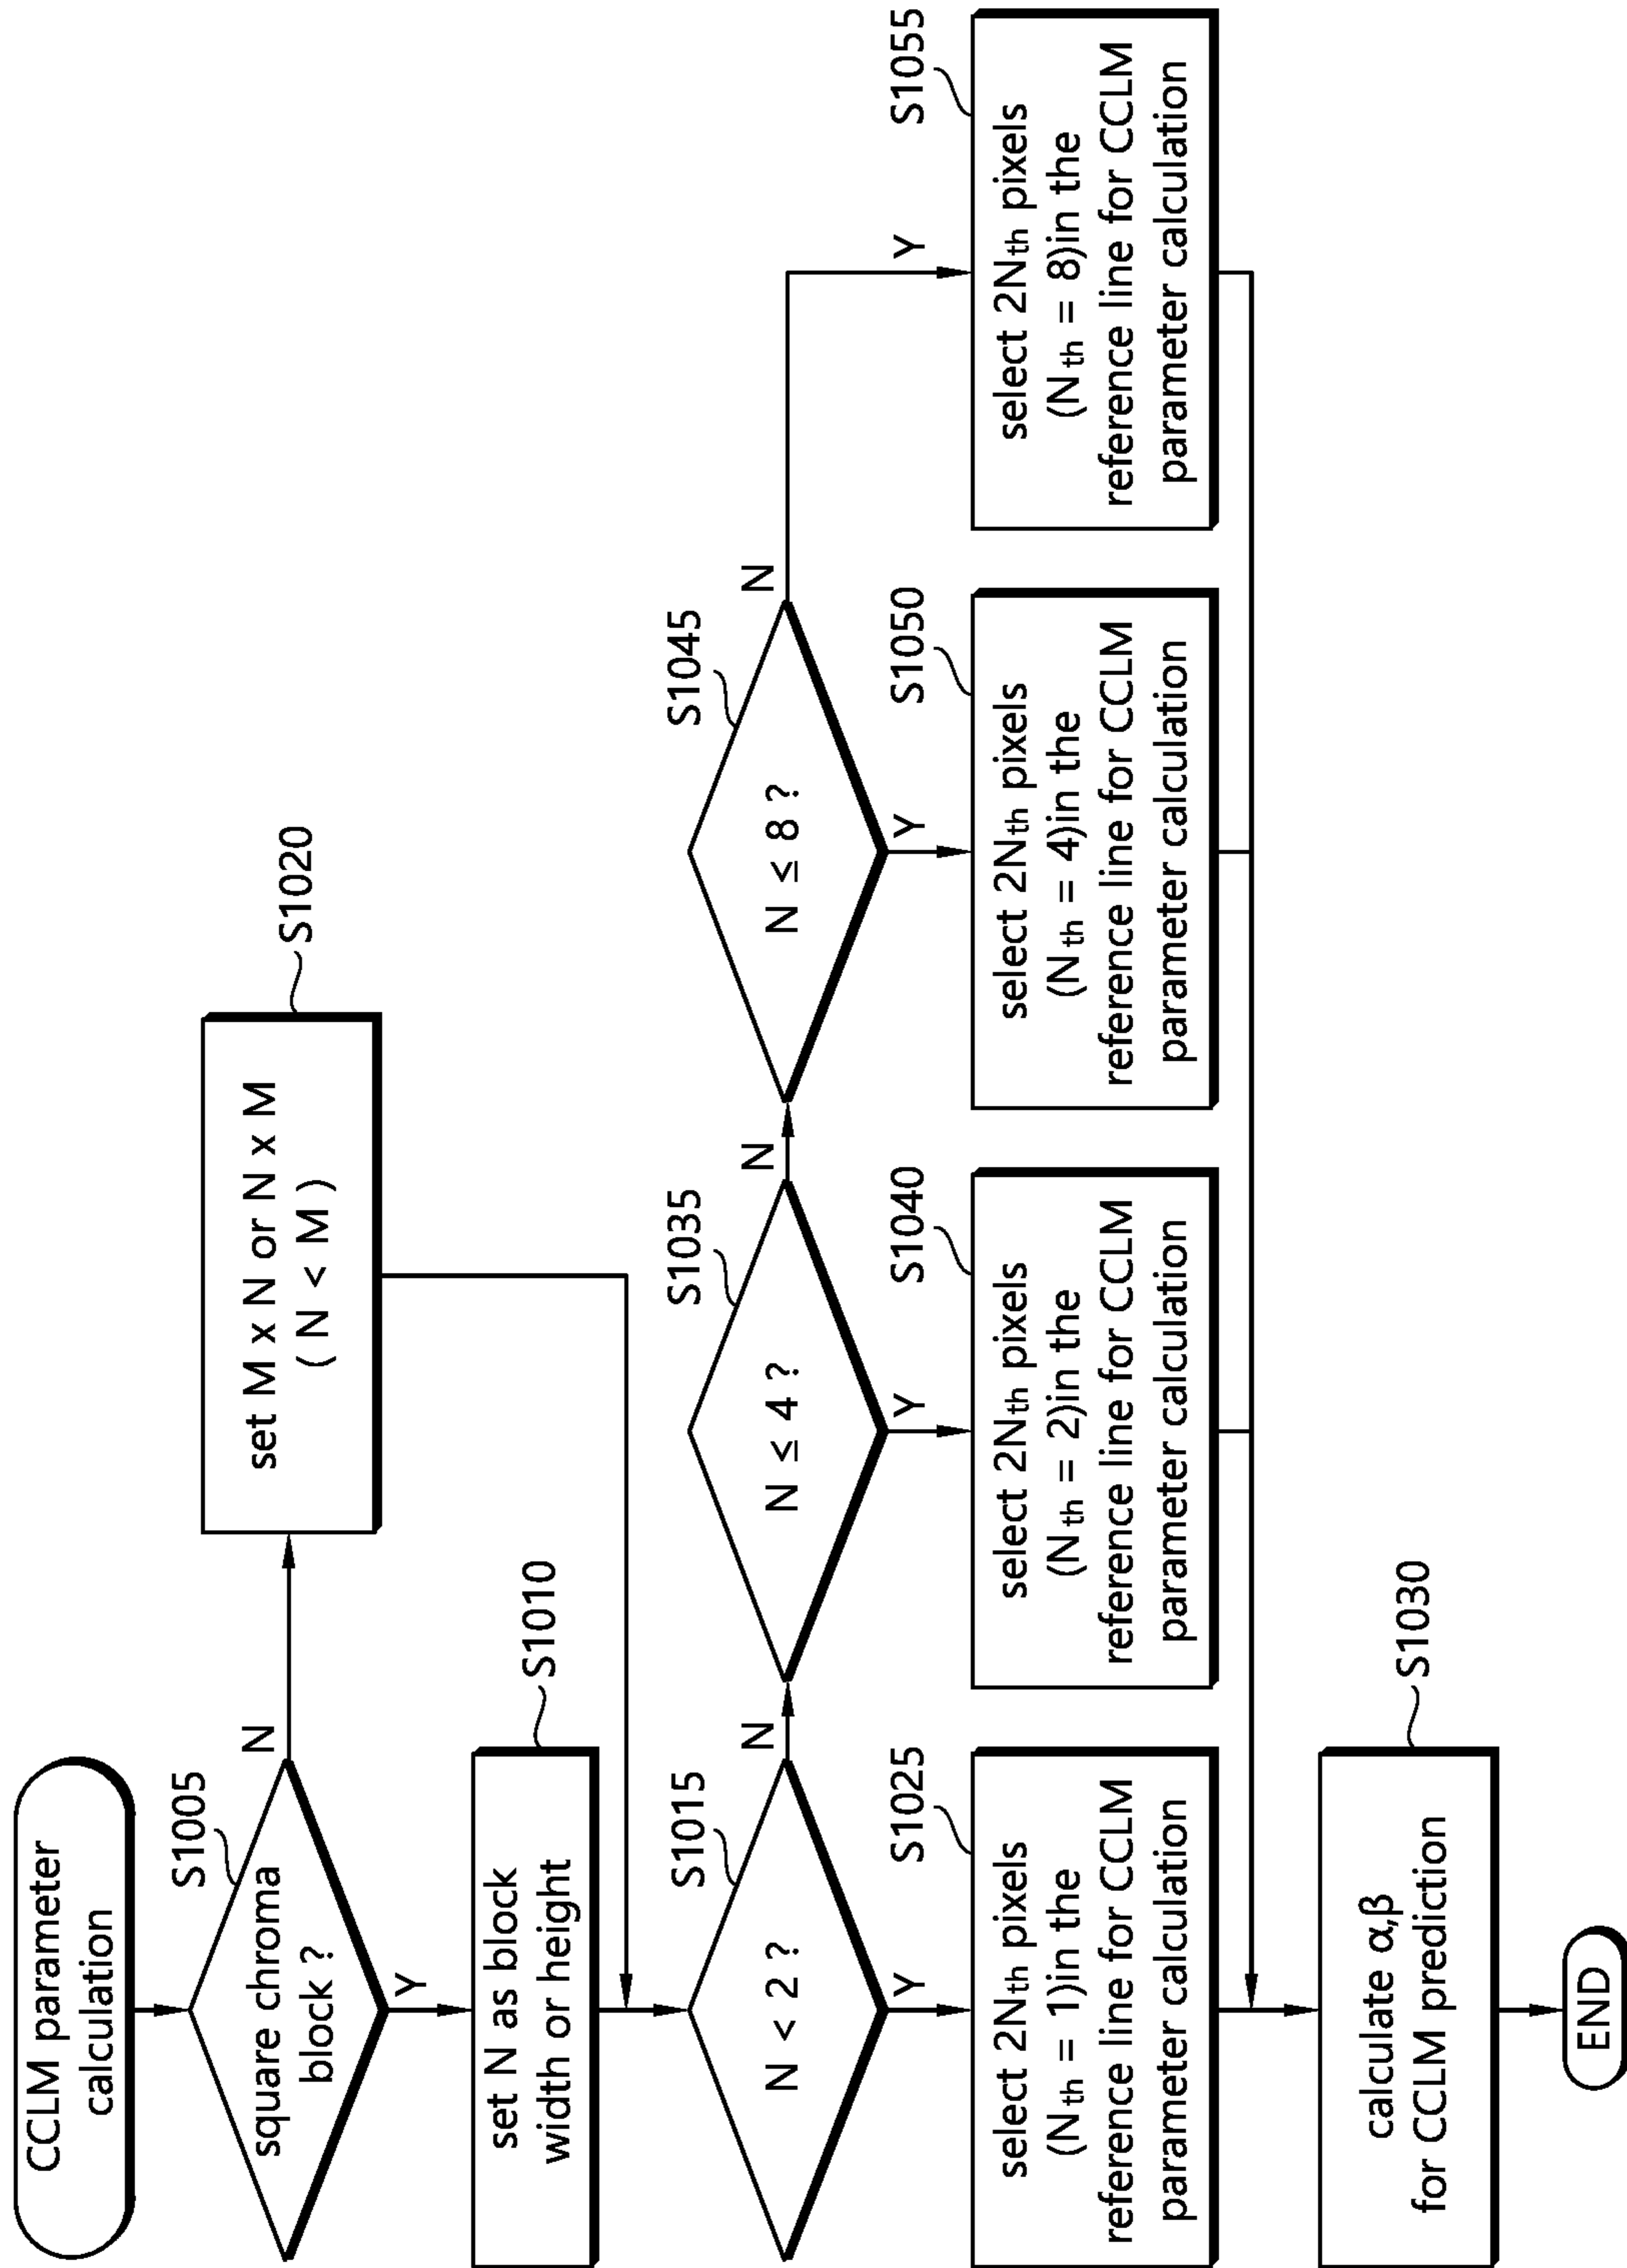 CCLM parameter
calculation
S1005
square chroma
block ?
N
Y
S1020
set M x N or N x M
( N < M )
S1010
set N as block
width or height
S1015
N < 2 ?
N
Y
S1035
N ≤ 4 ?
N
Y
S1045
N ≤ 8 ?
N
Y
Y
S1025
select 2Nth pixels
(Nth = 1)in the
reference line for CCLM
parameter calculation
S1040
select 2Nth pixels
(Nth = 2)in the
reference line for CCLM
parameter calculation
S1050
select 2Nth pixels
(Nth = 4)in the
reference line for CCLM
parameter calculation
S1055
select 2Nth pixels
(Nth = 8)in the
reference line for CCLM
parameter calculation
S1030
calculate α,β
for CCLM prediction
END